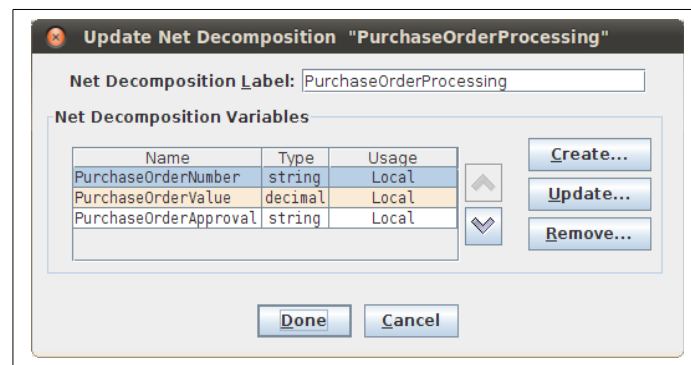 Update Net Decomposition "PurchaseOrderProcessing"
Net Decomposition Label: PurchaseOrderProcessing
Net Decomposition Variables
Name Type Usage
PurchaseOrderNumber string Local
PurchaseOrderValue decimal Local
PurchaseOrderApproval string Local
Create...
Update...
Remove...
Done Cancel